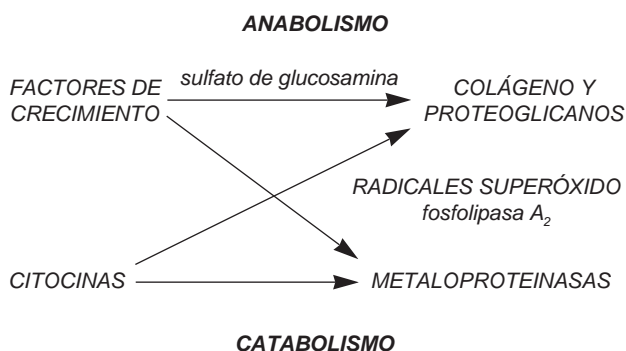 ANABOLISMO
FACTORES DE
CRECIMIENTO
sulfato de glucosamina
COLÁGENO Y
PROTEOGLICANOS
RADICALES SUPERÓXIDO
fosfolipasa A₂
CITOCINAS
METALOPROTEINASAS
CATABOLISMO